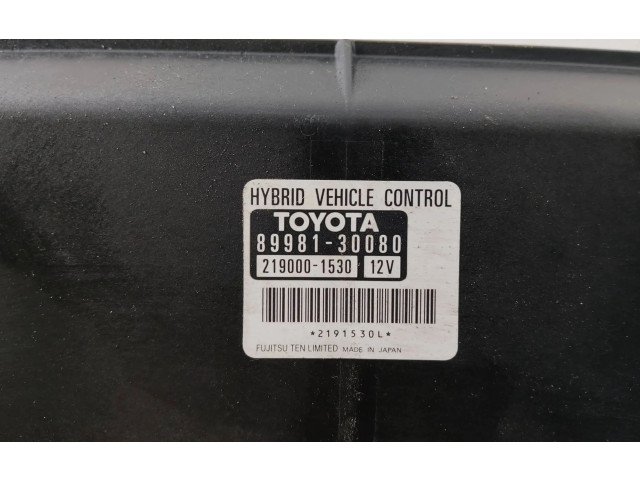 HYBRID VEHICLE CONTROL
TOYOTA
89981-30080
219000-1530 12V
*2191530L*
FUJITSU TEN LIMITED MADE IN JAPAN